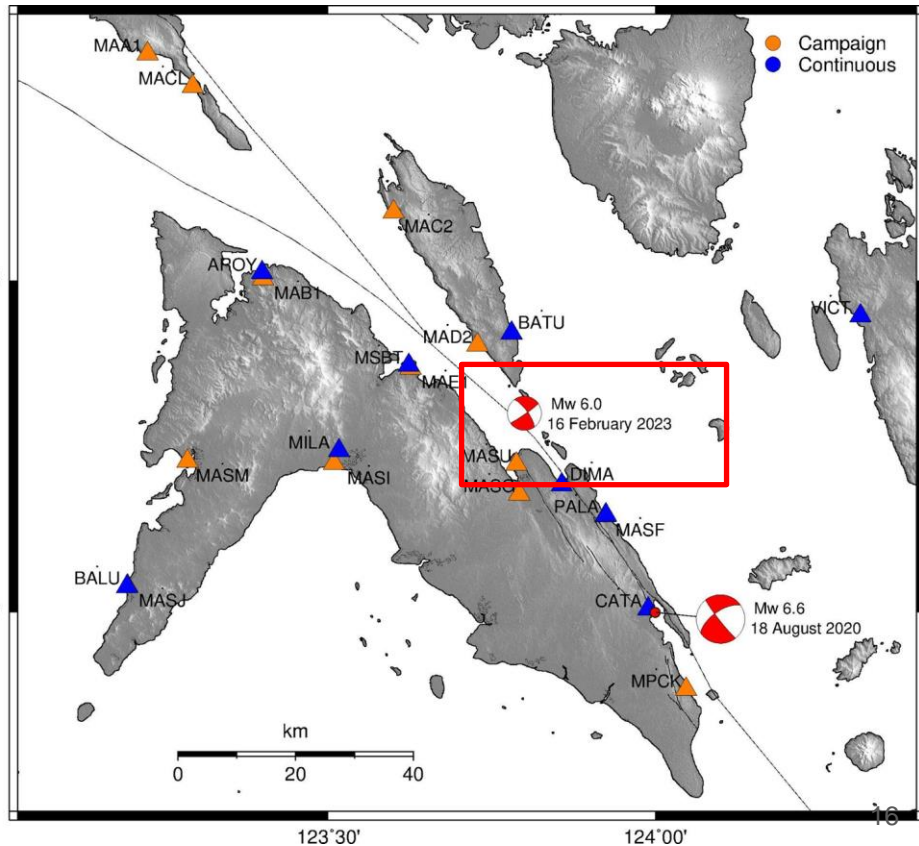 MAA1
MACL
Campaign
Continuous
MAC2
APOY
MAB1
BATU
VICT
MAD2
MSBT
MAE1
Mw 6.0
16 February 2023
MILA
MASI
MASM
MASU
DIMA
MASG
PALA
MASF
BALU
MASJ
CATA
Mw 6.6
18 August 2020
MPCK
km
0 20 40
16
123°30' 124°00'